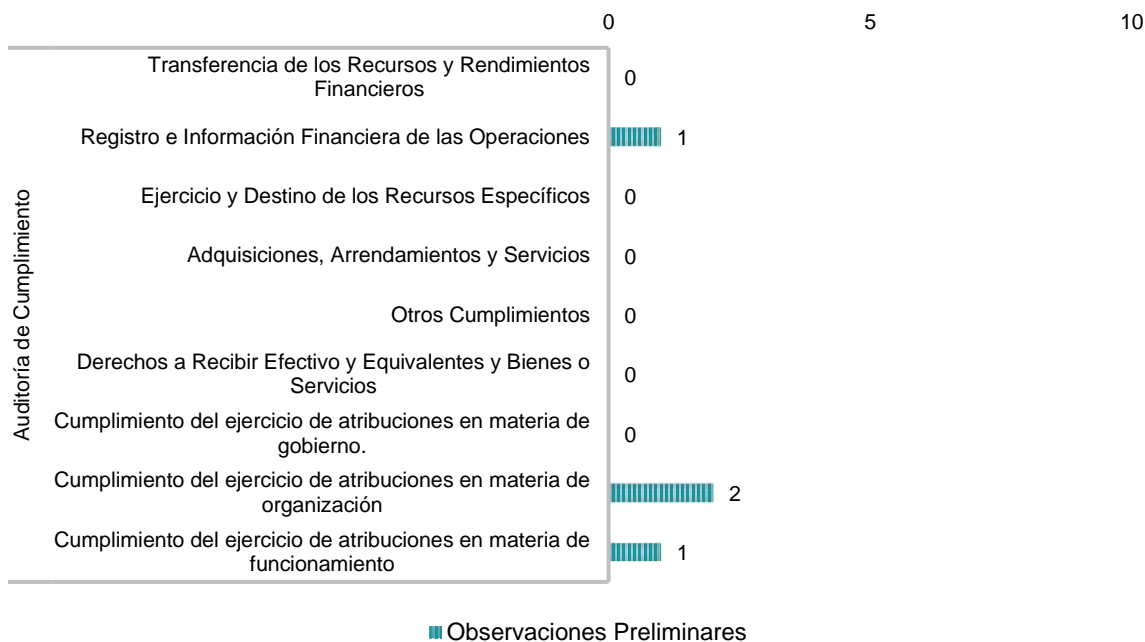 0 5 10
Transferencia de los Recursos y Rendimientos
Financieros
0
Registro e Información Financiera de las Operaciones
1
Ejercicio y Destino de los Recursos Específicos
0
Adquisiciones, Arrendamientos y Servicios
0
Otros Cumplimientos
0
Derechos a Recibir Efectivo y Equivalentes y Bienes o
Servicios
0
Cumplimiento del ejercicio de atribuciones en materia de
gobierno.
0
Cumplimiento del ejercicio de atribuciones en materia de
organización
2
Cumplimiento del ejercicio de atribuciones en materia de
funcionamiento
1
Auditoría de Cumplimiento
Observaciones Preliminares